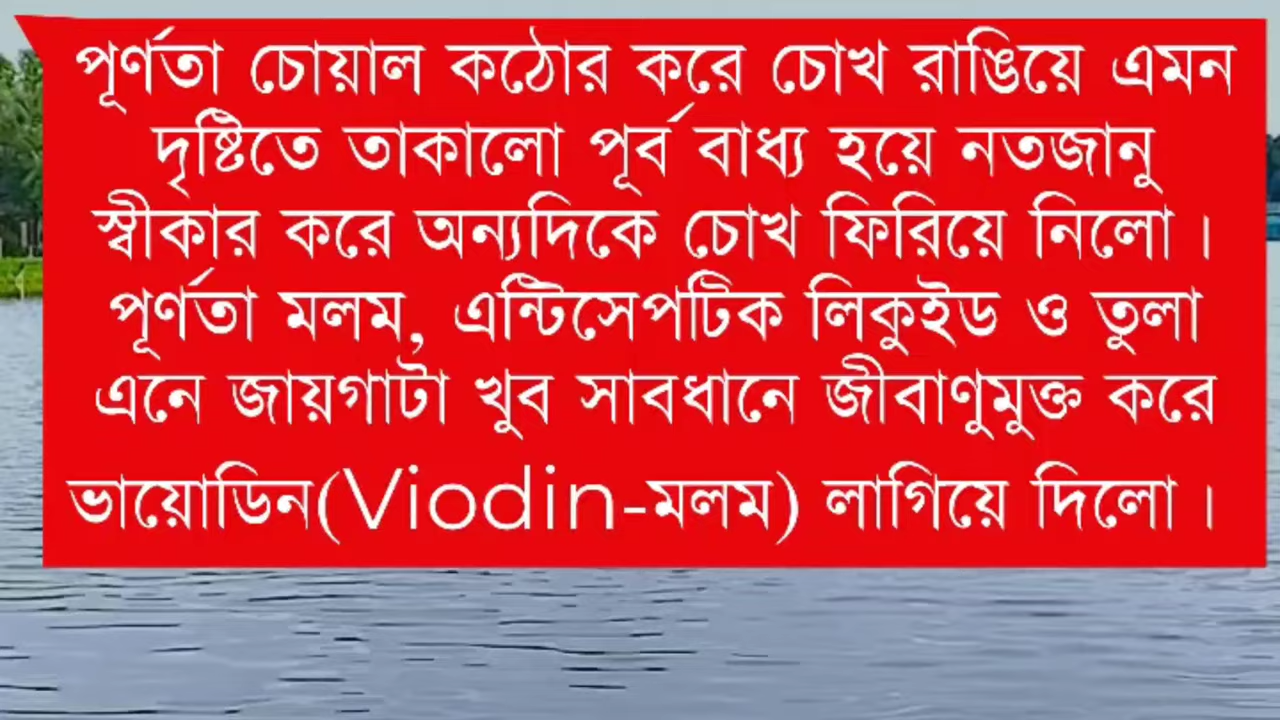 পূর্ণতা চোয়াল কঠোর করে চোখ রাঙিয়ে এমন
দৃষ্টিতে তাকালো পূর্ব বাধ্য হয়ে নতজানু
স্বীকার করে অন্যদিকে চোখ ফিরিয়ে নিলো।
পূর্ণতা মলম, এন্টিসেপটিক লিকুইড ও তুলা
এনে জায়গাটা খুব সাবধানে জীবাণুমুক্ত করে
ভায়োডিন(Viodin-মলম) লাগিয়ে দিলো।